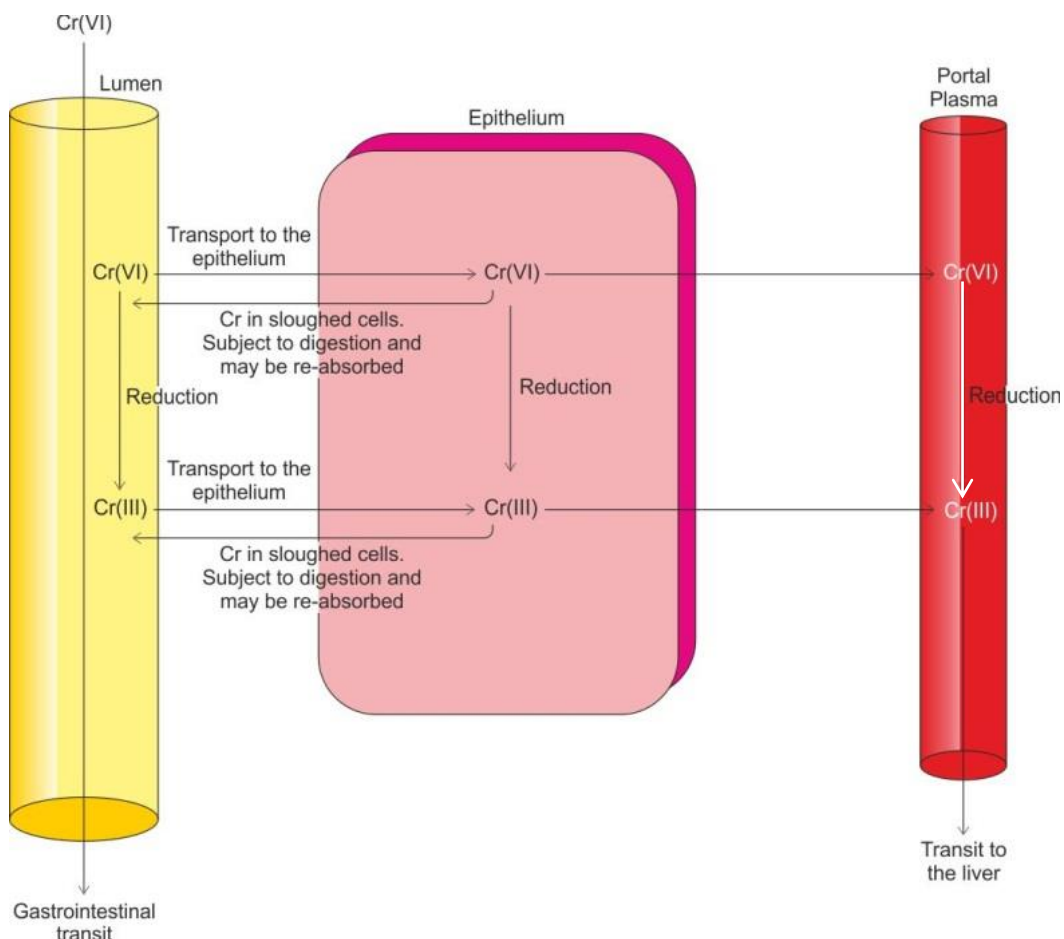 Cr(VI)
Lumen
Epithelium
Portal
Plasma
Transport to the
epithelium
Cr(VI)
Cr(VI)
Cr(VI)
Cr in sloughed cells.
Subject to digestion and
may be re-absorbed
Reduction
Reduction
Reduction
Transport to the
epithelium
Cr(III)
Cr(III)
Cr(III)
Cr in sloughed cells.
Subject to digestion and
may be re-absorbed
Transit to
the liver
Gastrointestinal
transit